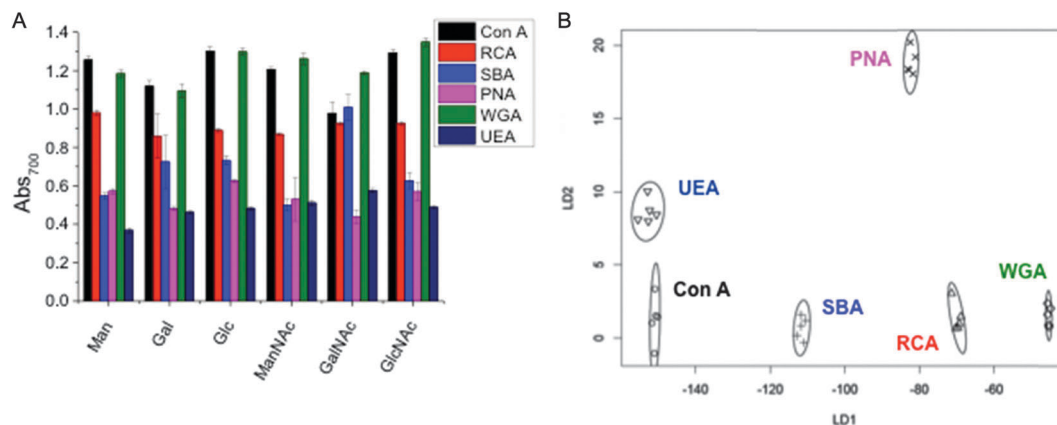 A
Abs700
1.4
1.2
1.0
0.8
0.6
0.4
0.2
0.0
Con A
RCA
SBA
PNA
WGA
UEA
Man
Gal
Glc
ManNAc
GalNAc
GlcNAc
B
LD2
20
15
10
5
0
PNA
UEA
Con A
SBA
RCA
WGA
-140
-120
-100
-80
-60
LD1